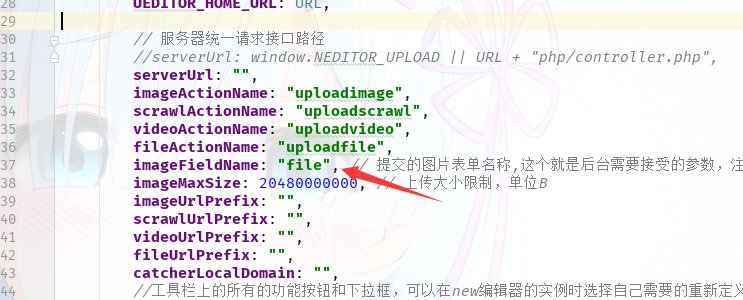 28 UEDITOR_HOME_URL: URL,
29
30 // 服务器统一请求接口路径
31 //serverUrl: window.NEDITOR_UPLOAD || URL + "php/controller.php",
32 serverUrl: "",
33 imageActionName: "uploadimage",
34 scrawlActionName: "uploadscrawl",
35 videoActionName: "uploadvideo",
36 fileActionName: "uploadfile",
37 imageFieldName: "file", // 提交的图片表单名称,这个就是后台需要接受的参数，注
38 imageMaxSize: 20480000000, // 上传大小限制，单位B
39 imageUrlPrefix: "",
40 scrawlUrlPrefix: "",
41 videoUrlPrefix: "",
42 fileUrlPrefix: "",
43 catcherLocalDomain: "",
44 //工具栏上的所有的功能按钮和下拉框，可以在new编辑器的实例时选择自己需要的重新定义